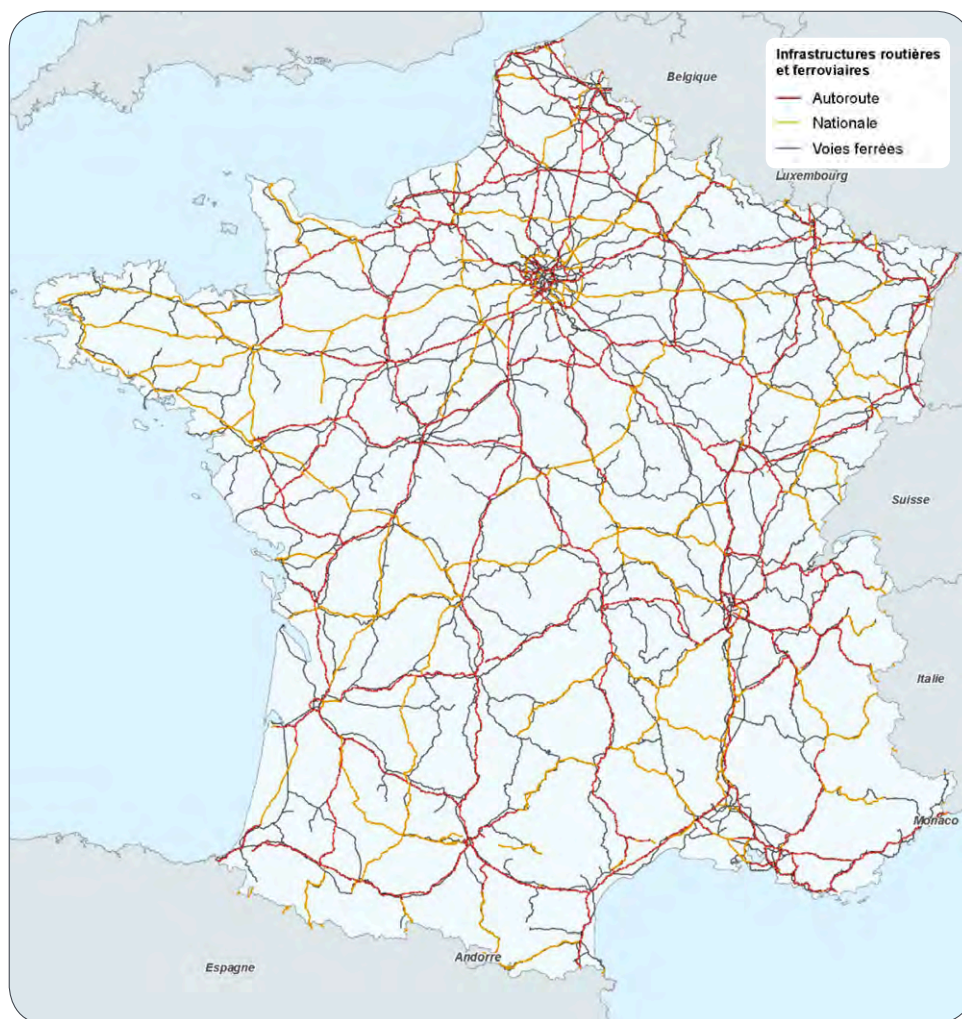 Infrastructures routières
et ferroviaires
Autoroute
Nationale
Voies ferrées
Belgique
Luxembourg
Suisse
Italie
Monaco
Andorre
Espagne